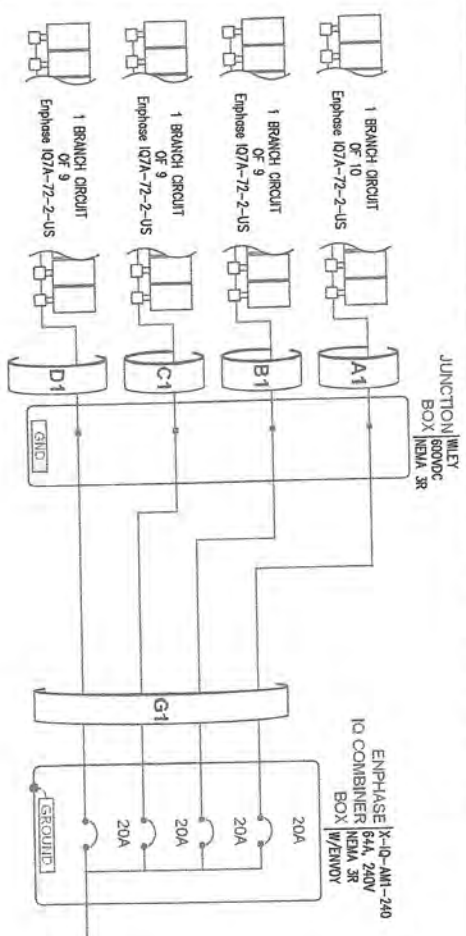 1 BRANCH CIRCUIT
OF 10
Enphase IQ7A-72-2-US
1 BRANCH CIRCUIT
OF 9
Enphase IQ7A-72-2-US
1 BRANCH CIRCUIT
OF 9
Enphase IQ7A-72-2-US
1 BRANCH CIRCUIT
OF 9
Enphase IQ7A-72-2-US
A1
B1
C1
D1
JUNCTION
BOX
WILEY
600VDC
NEMA 3R
GND
G1
ENPHASE
IQ COMBINER
BOX
X-IQ-AM1-240
64A, 240V
NEMA 3R
W/ENVOY
20A
20A
20A
20A
GROUND